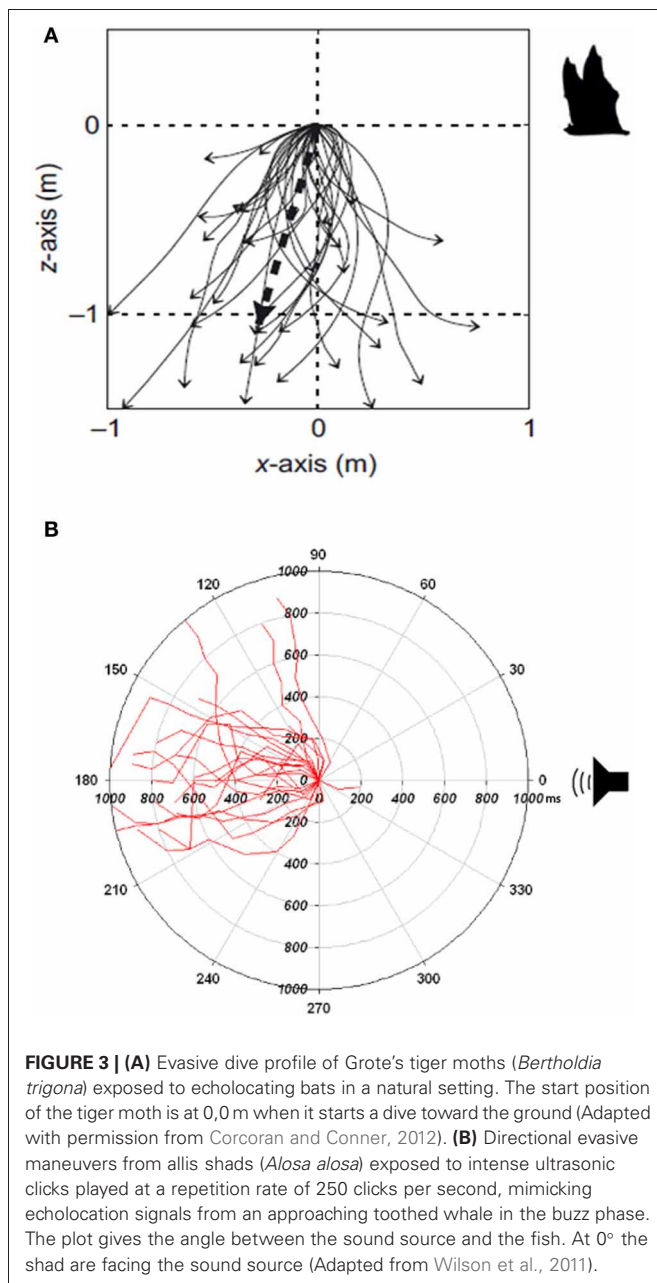 A
0
z-axis (m)
−1
−1 0 1
x-axis (m)
B
90
120 1000 60
800
150 600 30
400
200
180 0 0
1000 800 600 400 200 0 200 400 600 800 1000 ms
200
400
210 600 330
800
240 1000 300
270
FIGURE 3 | (A) Evasive dive profile of Grote's tiger moths (Bertholdia
trigona) exposed to echolocating bats in a natural setting. The start position
of the tiger moth is at 0,0 m when it starts a dive toward the ground (Adapted
with permission from Corcoran and Conner, 2012). (B) Directional evasive
maneuvers from allis shads (Alosa alosa) exposed to intense ultrasonic
clicks played at a repetition rate of 250 clicks per second, mimicking
echolocation signals from an approaching toothed whale in the buzz phase.
The plot gives the angle between the sound source and the fish. At 0° the
shad are facing the sound source (Adapted from Wilson et al., 2011).